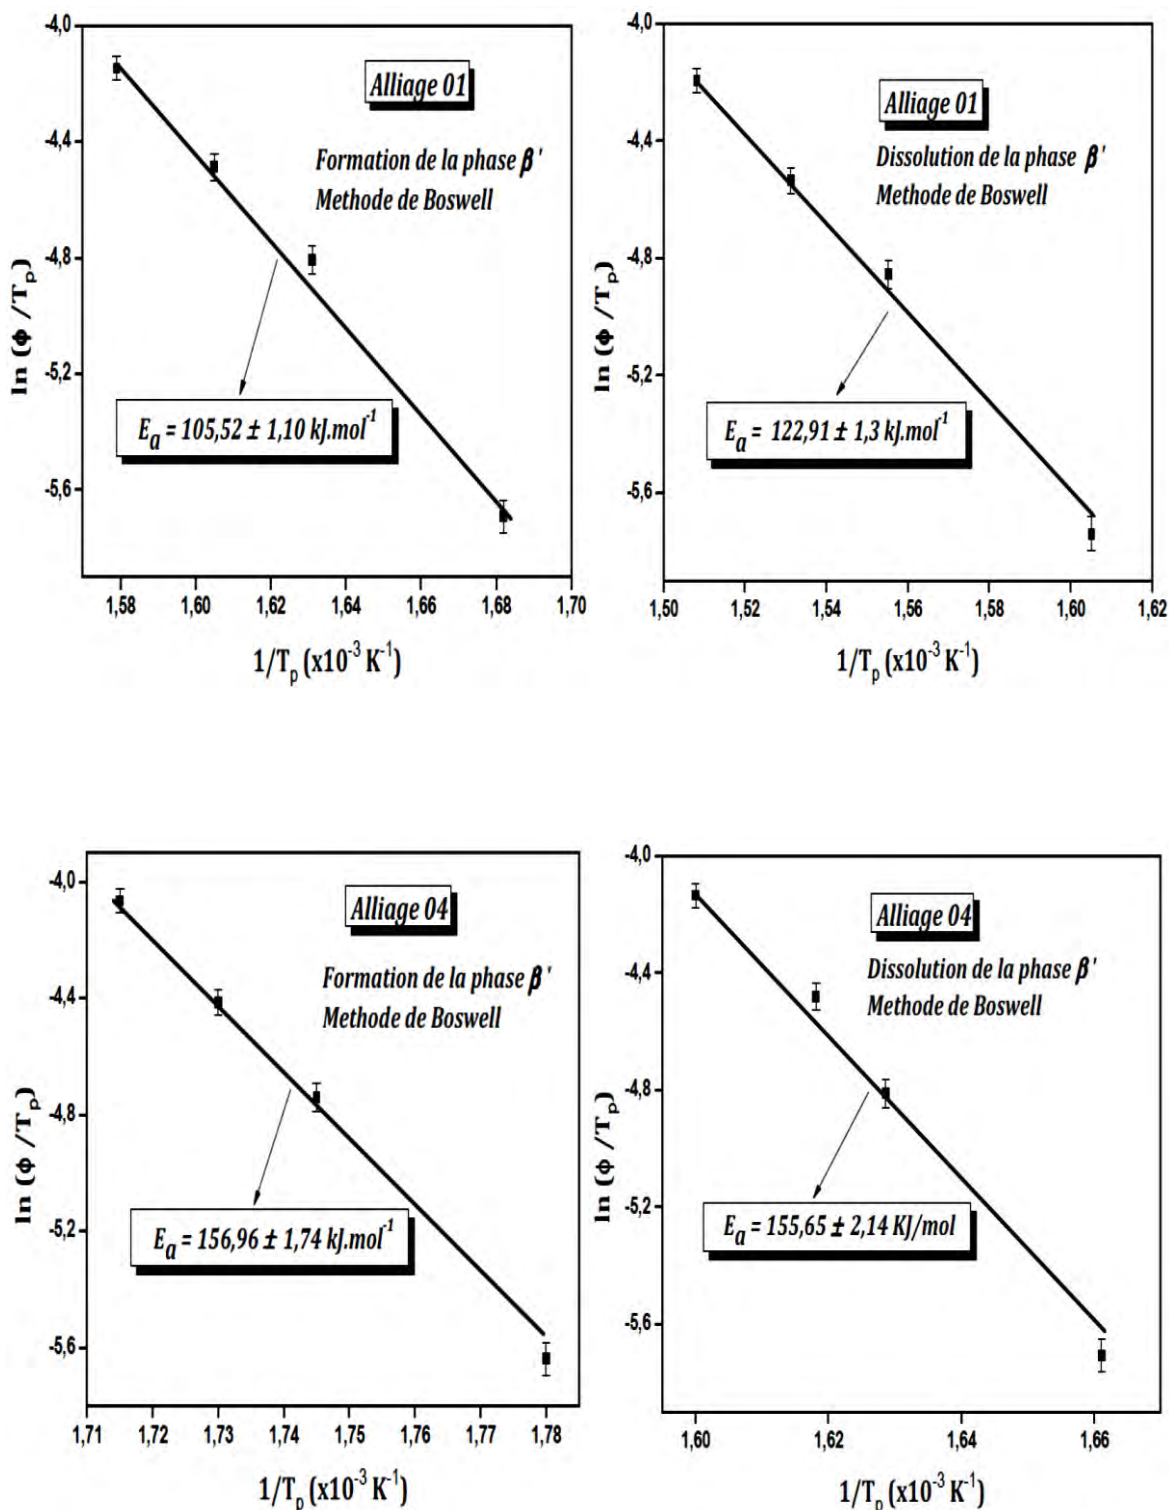 -4,0
-4,4
-4,8
-5,2
-5,6
ln (ϕ /Tp)
Alliage 01
Formation de la phase β'
Methode de Boswell
Ea = 105,52 ± 1,10 kJ.mol-1
1,58 1,60 1,62 1,64 1,66 1,68 1,70
1/Tp (x10-3 K-1)
-4,0
-4,4
-4,8
-5,2
-5,6
ln (ϕ /Tp)
Alliage 01
Dissolution de la phase β'
Methode de Boswell
Ea = 122,91 ± 1,3 kJ.mol-1
1,50 1,52 1,54 1,56 1,58 1,60 1,62
1/Tp (x10-3 K-1)
-4,0
-4,4
-4,8
-5,2
-5,6
ln (ϕ /Tp)
Alliage 04
Formation de la phase β'
Methode de Boswell
Ea = 156,96 ± 1,74 kJ.mol-1
1,71 1,72 1,73 1,74 1,75 1,76 1,77 1,78
1/Tp (x10-3 K-1)
-4,0
-4,4
-4,8
-5,2
-5,6
ln (ϕ /Tp)
Alliage 04
Dissolution de la phase β'
Methode de Boswell
Ea = 155,65 ± 2,14 KJ/mol
1,60 1,62 1,64 1,66
1/Tp (x10-3 K-1)